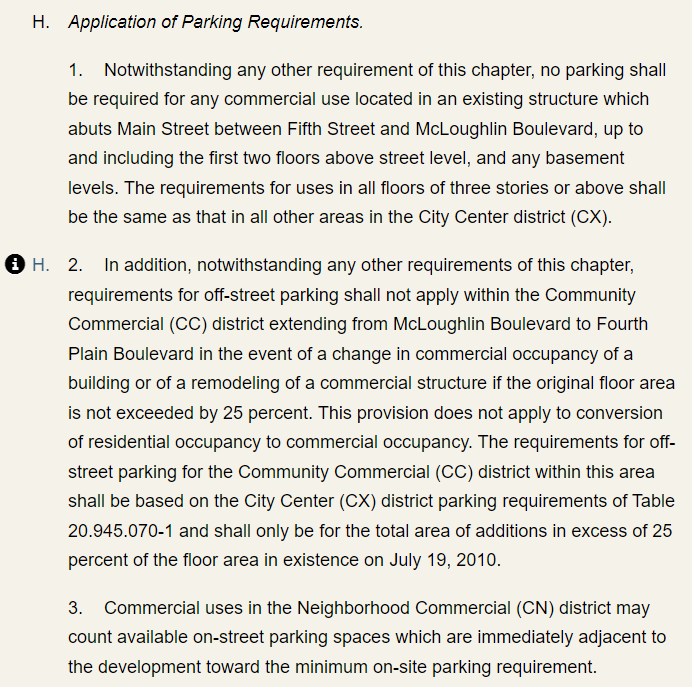 H. Application of Parking Requirements.
1. Notwithstanding any other requirement of this chapter, no parking shall
be required for any commercial use located in an existing structure which
abuts Main Street between Fifth Street and McLoughlin Boulevard, up to
and including the first two floors above street level, and any basement
levels. The requirements for uses in all floors of three stories or above shall
be the same as that in all other areas in the City Center district (CX).
H. 2. In addition, notwithstanding any other requirements of this chapter,
requirements for off-street parking shall not apply within the Community
Commercial (CC) district extending from McLoughlin Boulevard to Fourth
Plain Boulevard in the event of a change in commercial occupancy of a
building or of a remodeling of a commercial structure if the original floor area
is not exceeded by 25 percent. This provision does not apply to conversion
of residential occupancy to commercial occupancy. The requirements for off-
street parking for the Community Commercial (CC) district within this area
shall be based on the City Center (CX) district parking requirements of Table
20.945.070-1 and shall only be for the total area of additions in excess of 25
percent of the floor area in existence on July 19, 2010.
3. Commercial uses in the Neighborhood Commercial (CN) district may
count available on-street parking spaces which are immediately adjacent to
the development toward the minimum on-site parking requirement.